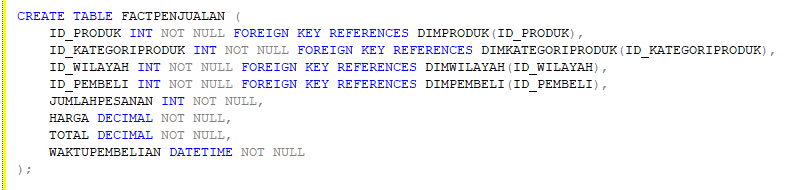 CREATE TABLE FACTPENJUALAN (
ID_PRODUK INT NOT NULL FOREIGN KEY REFERENCES DIMPRODUK(ID_PRODUK),
ID_KATEGORIPRODUK INT NOT NULL FOREIGN KEY REFERENCES DIMKATEGORIPRODUK(ID_KATEGORIPRODUK),
ID_WILAYAH INT NOT NULL FOREIGN KEY REFERENCES DIMWILAYAH(ID_WILAYAH),
ID_PEMBELI INT NOT NULL FOREIGN KEY REFERENCES DIMPEMBELI(ID_PEMBELI),
JUMLAHPESANAN INT NOT NULL,
HARGA DECIMAL NOT NULL,
TOTAL DECIMAL NOT NULL,
WAKTUPEMBELIAN DATETIME NOT NULL
);